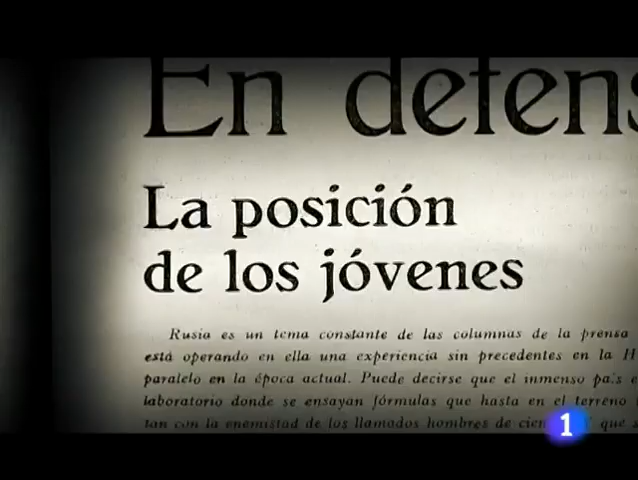 En defens
La posición
de los jóvenes
Rusia es un tema constante de las columnas de la prensa
está operando en ella una experiencia sin precedentes en la H
paralelo en la época actual. Puede decirse que el inmenso país e
laboratorio donde se ensayan fórmulas que hasta en el terreno
tan con la enemistad de los llamados hombres de cien que s
1